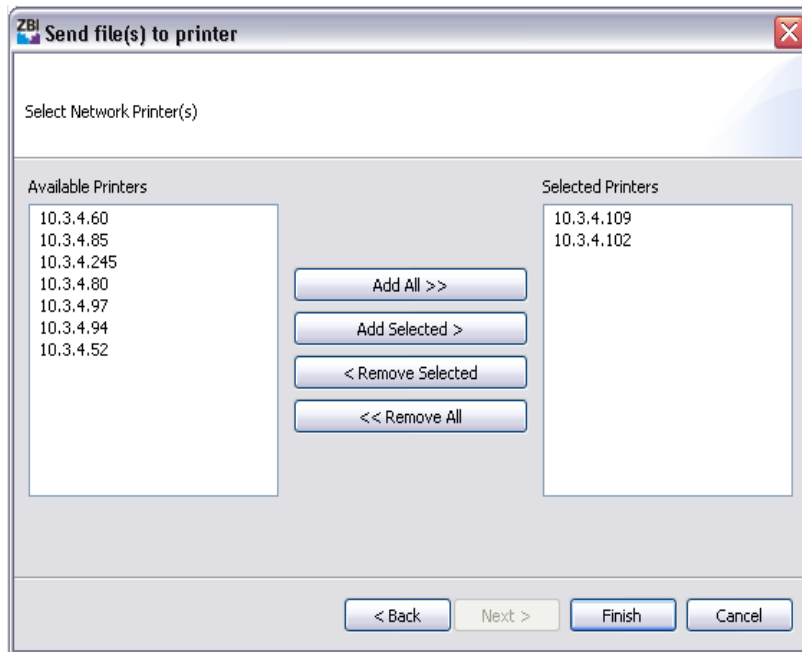 ZBI Send file(s) to printer
Select Network Printer(s)
Available Printers
10.3.4.60
10.3.4.85
10.3.4.245
10.3.4.80
10.3.4.97
10.3.4.94
10.3.4.52
Add All >>
Add Selected >
< Remove Selected
<< Remove All
Selected Printers
10.3.4.109
10.3.4.102
< Back
Next >
Finish
Cancel